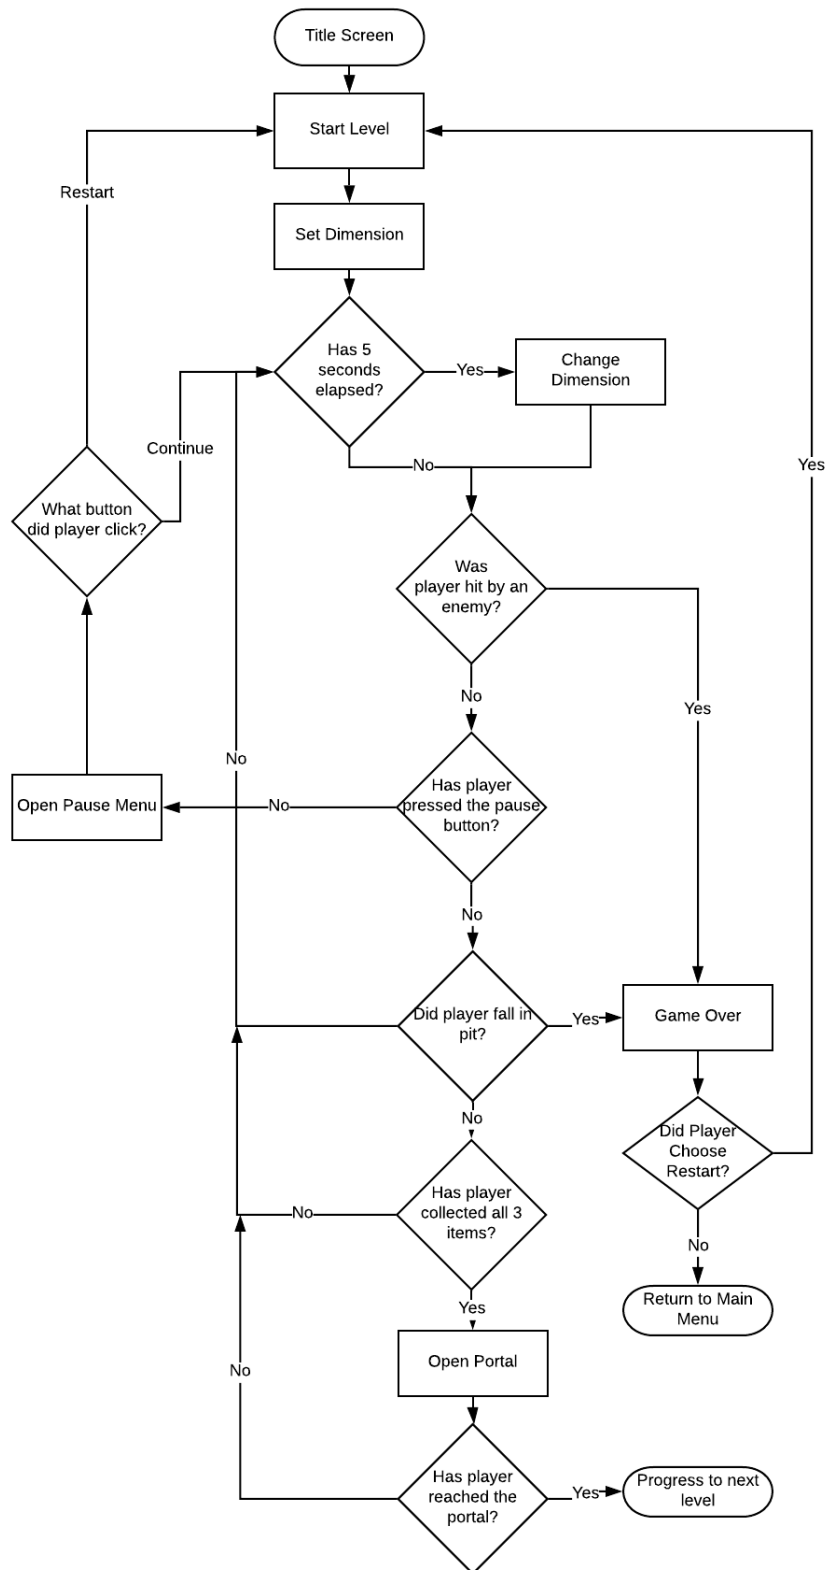 Title Screen
Start Level
Restart
Set Dimension
Has 5
seconds
elapsed?
Yes
Change
Dimension
Continue
No
Yes
What button
did player click?
Was
player hit by an
enemy?
No
Yes
No
Has player
pressed the pause
button?
Open Pause Menu
No
No
Did player fall in
pit?
Yes
Game Over
No
Did Player
Choose
Restart?
Has player
collected all 3
items?
No
No
Return to Main
Menu
Yes
Open Portal
No
Has player
reached the
portal?
Yes
Progress to next
level